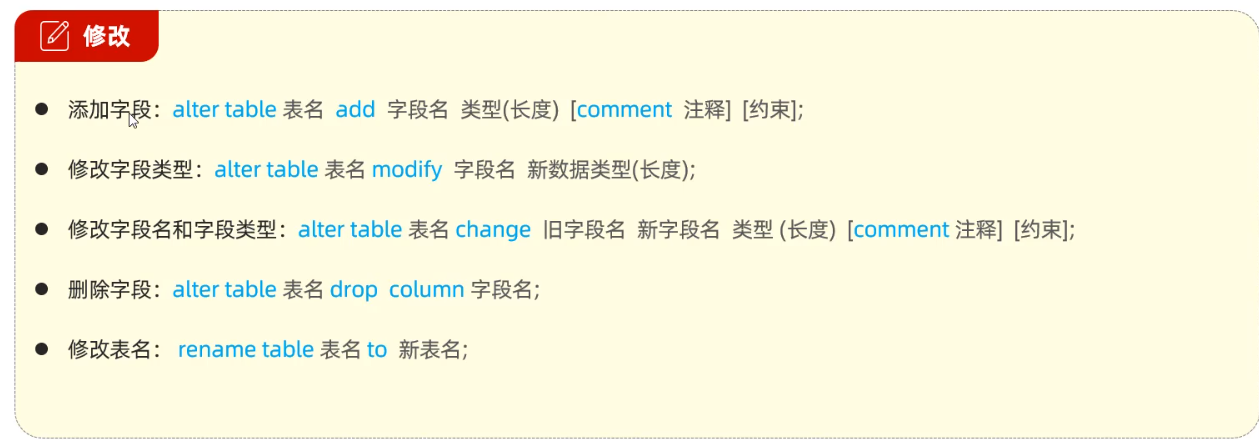 修改
添加字段：alter table 表名 add 字段名 类型(长度) [comment 注释] [约束];
修改字段类型：alter table 表名 modify 字段名 新数据类型(长度);
修改字段名和字段类型：alter table 表名 change 旧字段名 新字段名 类型 (长度) [comment 注释] [约束];
删除字段：alter table 表名 drop column 字段名;
修改表名： rename table 表名 to 新表名;